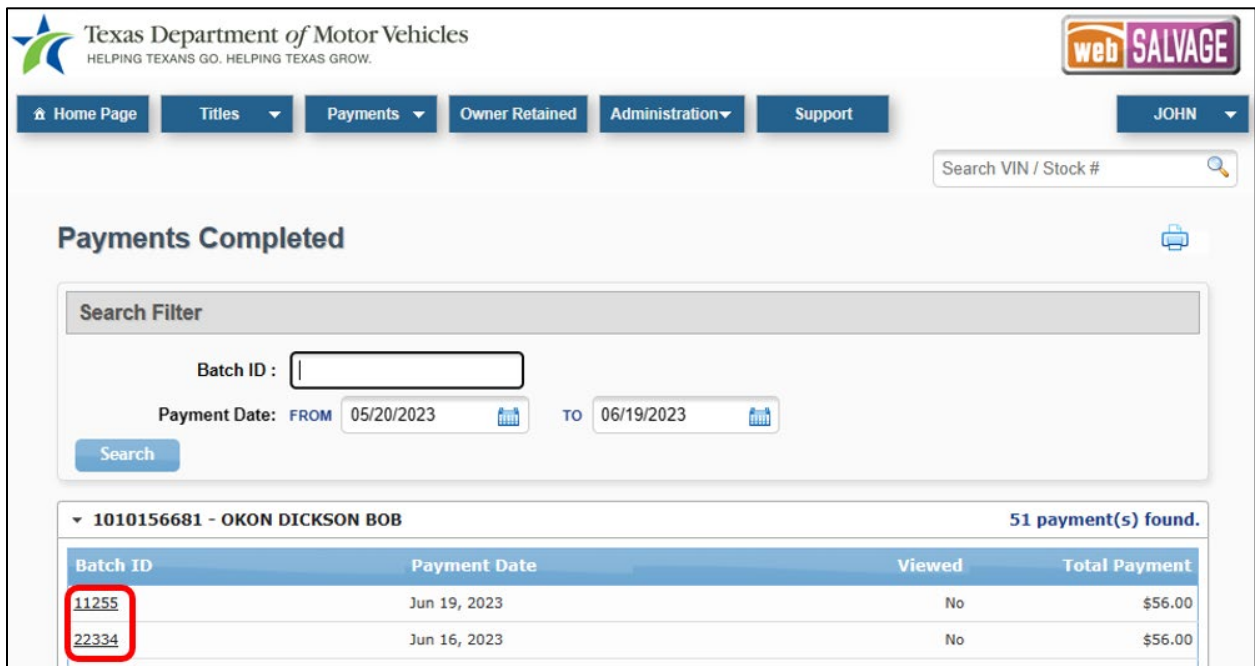 Texas Department of Motor Vehicles
HELPING TEXANS GO. HELPING TEXAS GROW.
web SALVAGE
Home Page Titles Payments Owner Retained Administration Support JOHN
Search VIN / Stock #
Payments Completed
Search Filter
Batch ID :
Payment Date: FROM 05/20/2023 TO 06/19/2023
Search
1010156681 - OKON DICKSON BOB 51 payment(s) found.
Batch ID Payment Date Viewed Total Payment
11255 Jun 19, 2023 No $56.00
22334 Jun 16, 2023 No $56.00